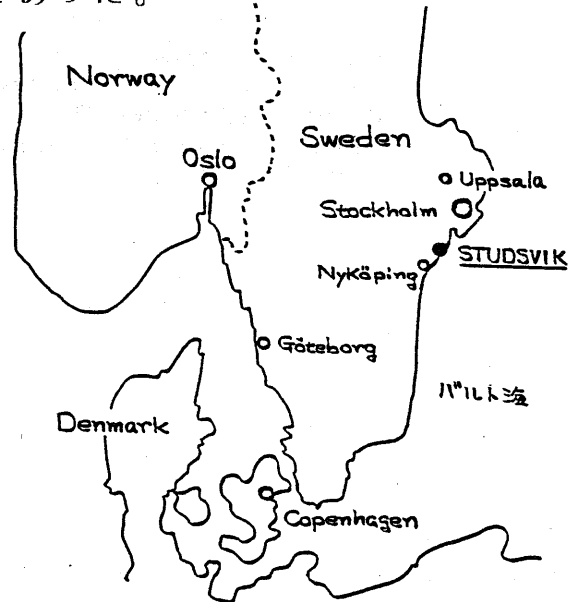 Norway
Sweden
Oslo
Uppsala
Stockholm
STUDSVIK
Nyköping
Göteborg
バルト海
Denmark
Copenhagen